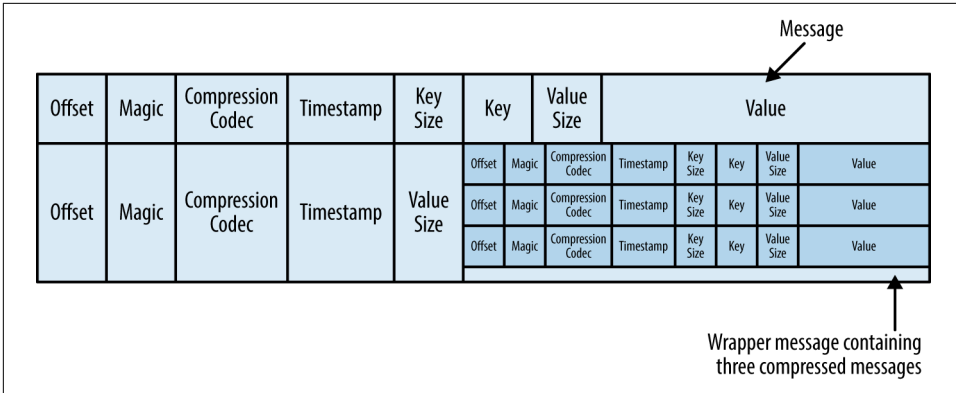 Message
Offset Magic Compression Codec Timestamp Key Size Key Value Size Value
Offset Magic Compression Codec Timestamp Value Size
Offset Magic Compression Codec Timestamp Key Size Key Value Size Value
Offset Magic Compression Codec Timestamp Key Size Key Value Size Value
Offset Magic Compression Codec Timestamp Key Size Key Value Size Value
Wrapper message containing
three compressed messages